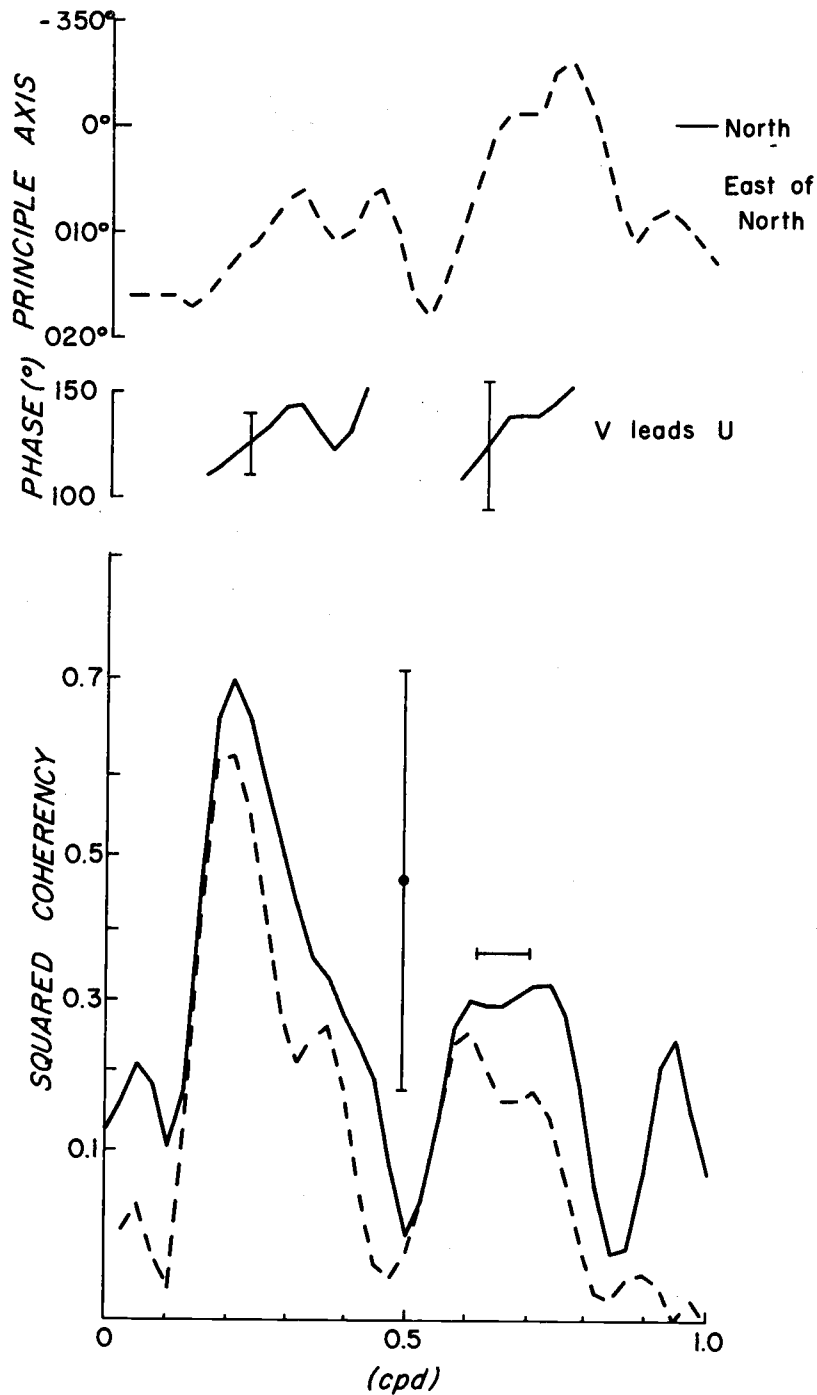 -350°
0°
010°
020°
PRINCIPLE AXIS
North
East of
North
PHASE (°)
150
100
V leads U
SQUARED COHERENCY
0.7
0.5
0.3
0.1
0
0.5
1.0
(cpd)